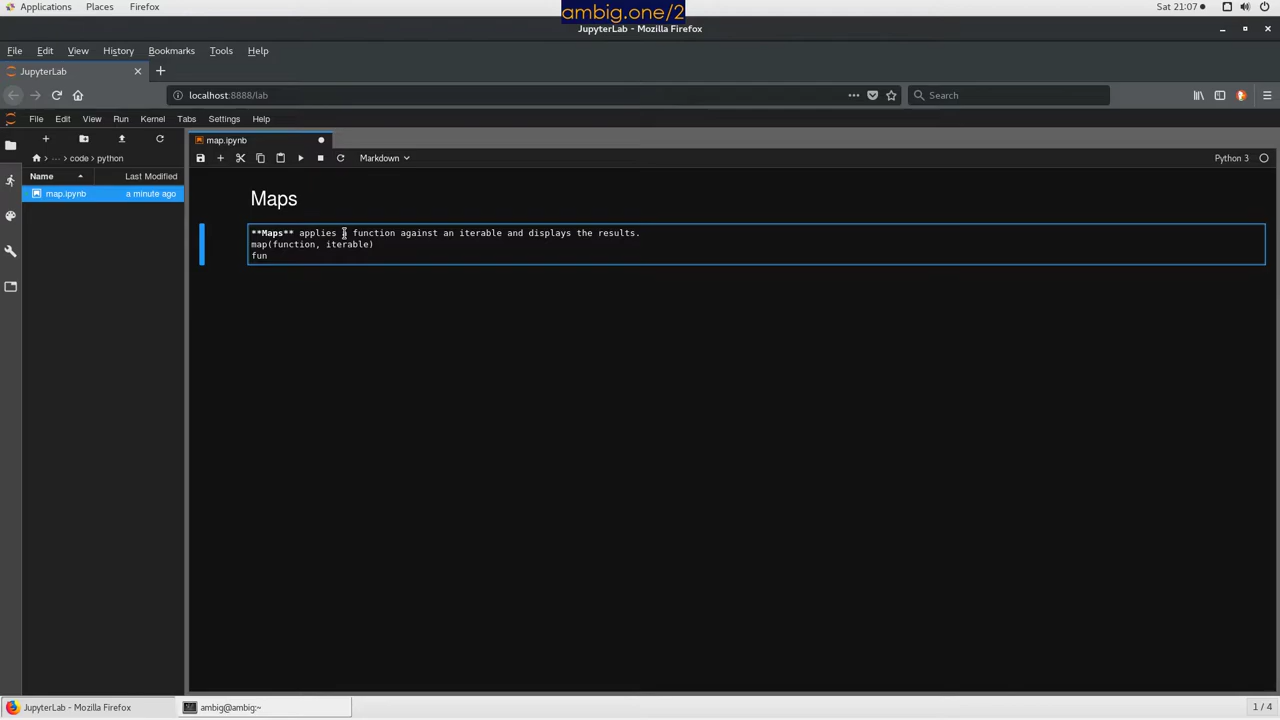 Applications Places Firefox ambig.one/2 Sat 21:07
JupyterLab - Mozilla Firefox
File Edit View History Bookmarks Tools Help
JupyterLab
localhost:8888/lab Search
File Edit View Run Kernel Tabs Settings Help
map.ipynb
Markdown Python 3
... code python
Name Last Modified
map.ipynb a minute ago
Maps
**Maps** applies a function against an iterable and displays the results.
map(function, iterable)
fun
JupyterLab - Mozilla Firefox ambig@ambig:~ 1 / 4